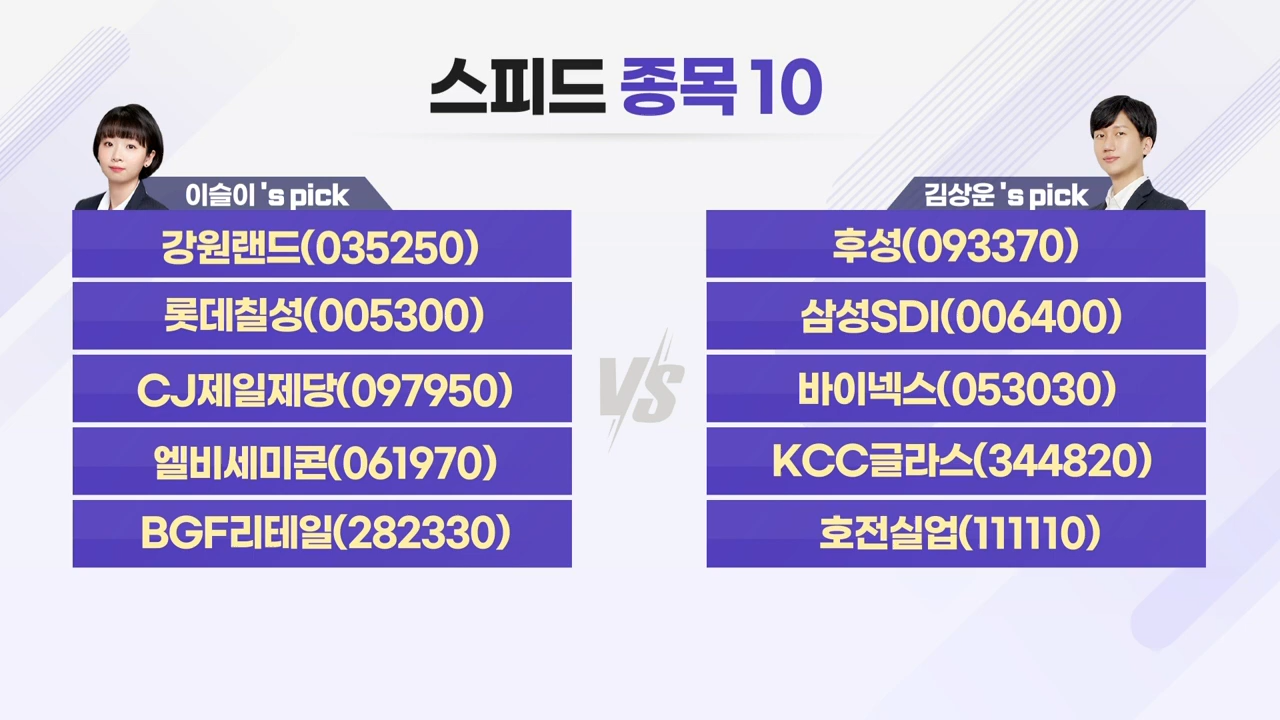 스피드 종목 10
이슬이 's pick
강원랜드(035250)
롯데칠성(005300)
CJ제일제당(097950)
엘비세미콘(061970)
BGF리테일(282330)
VS
김상운 's pick
후성(093370)
삼성SDI(006400)
바이넥스(053030)
KCC글라스(344820)
호전실업(111110)